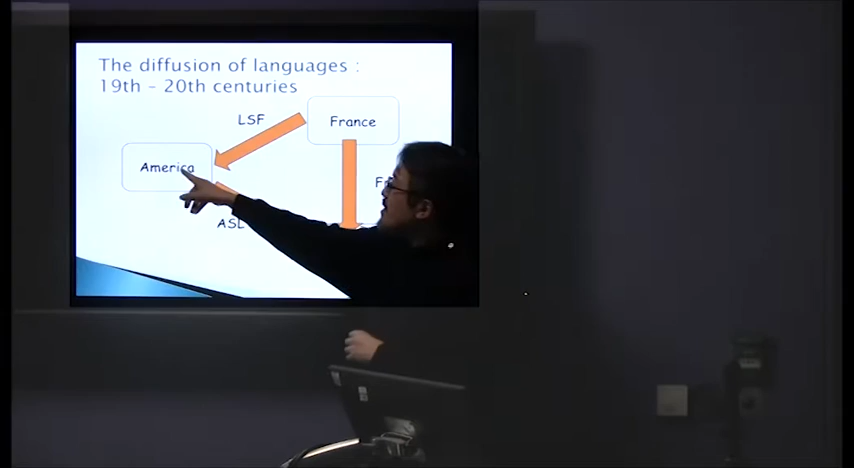 The diffusion of languages :
19th – 20th centuries
LSF
France
America
ASL